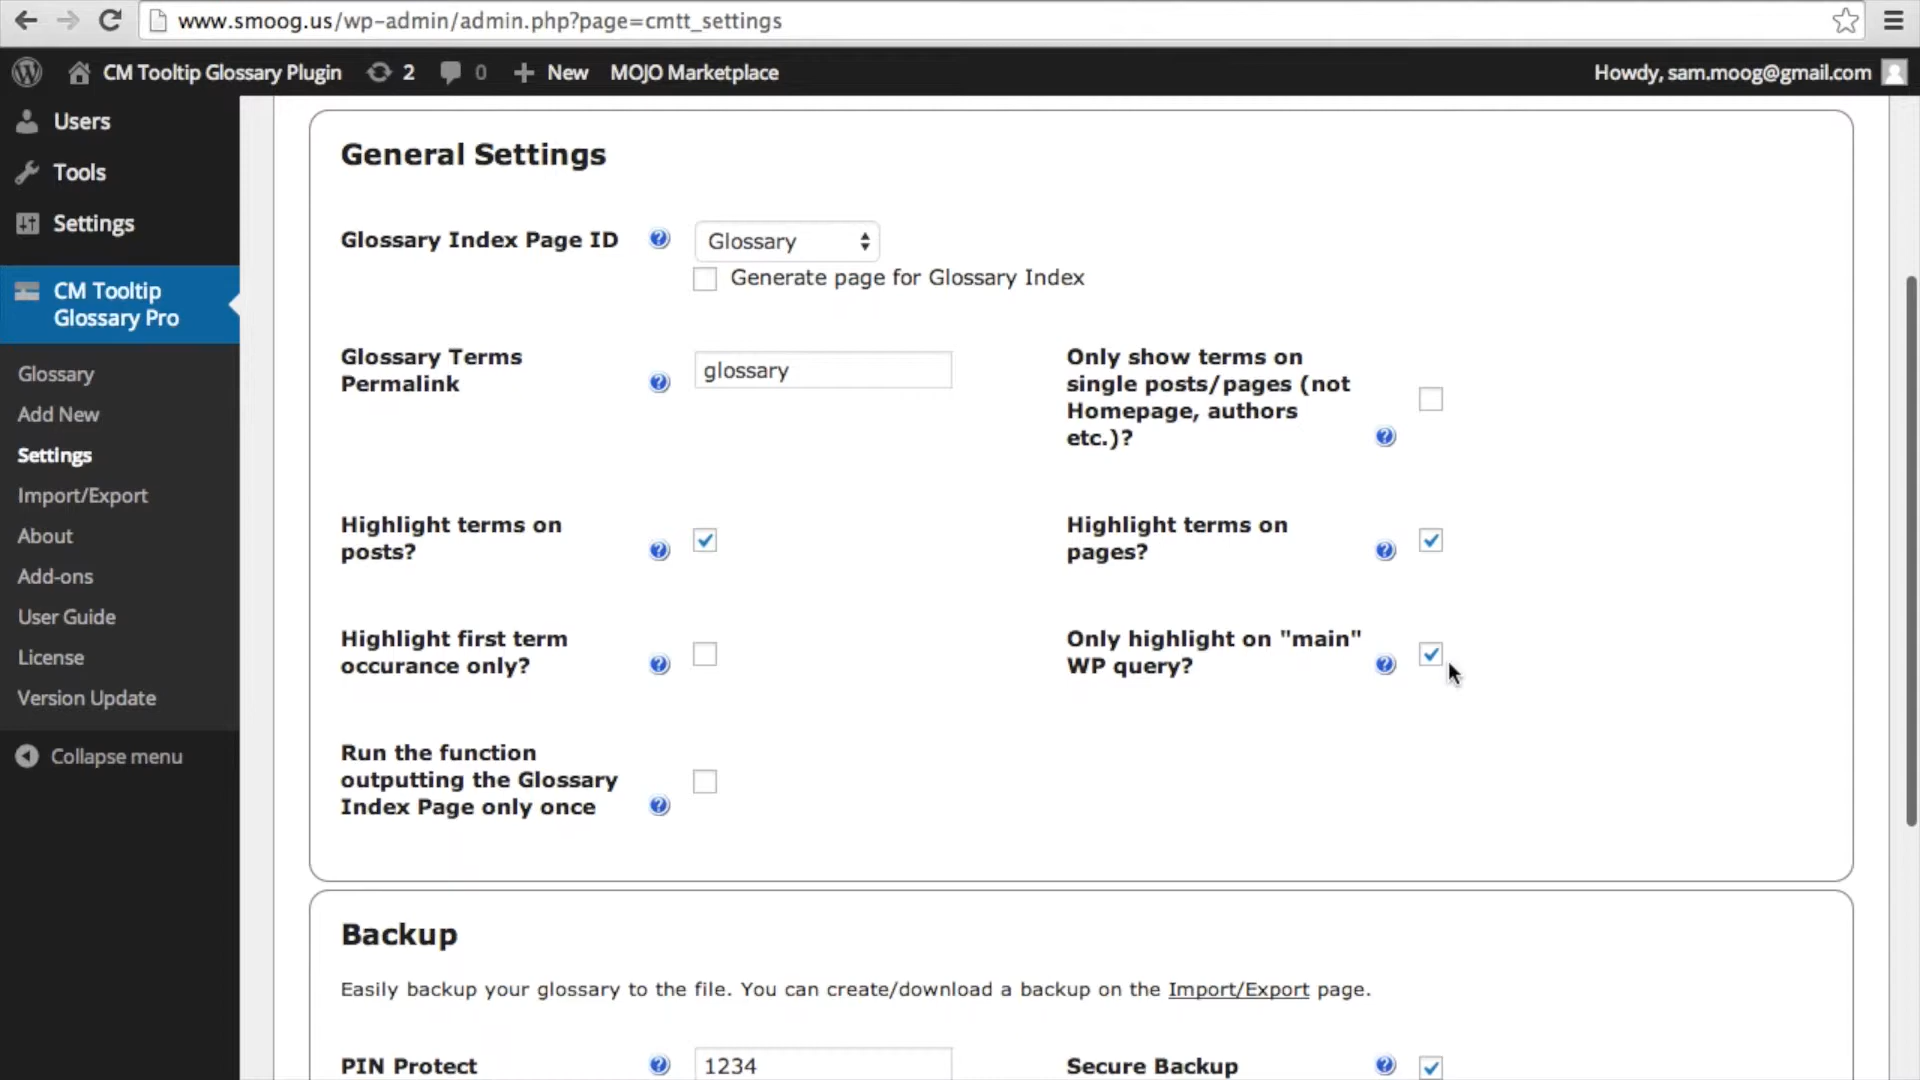 www.smoog.us/wp-admin/admin.php?page=cmtt_settings
CM Tooltip Glossary Plugin 2 0 New MOJO Marketplace Howdy, sam.moog@gmail.com
Users
Tools
Settings
CM Tooltip
Glossary Pro
Glossary
Add New
Settings
Import/Export
About
Add-ons
User Guide
License
Version Update
Collapse menu
General Settings
Glossary Index Page ID ? Glossary
Generate page for Glossary Index
Glossary Terms
Permalink ? glossary
Only show terms on
single posts/pages (not
Homepage, authors
etc.)? ?
Highlight terms on
posts? ?
Highlight terms on
pages? ?
Highlight first term
occurance only? ?
Only highlight on "main"
WP query? ?
Run the function
outputting the Glossary
Index Page only once ?
Backup
Easily backup your glossary to the file. You can create/download a backup on the Import/Export page.
PIN Protect ? 1234
Secure Backup ?